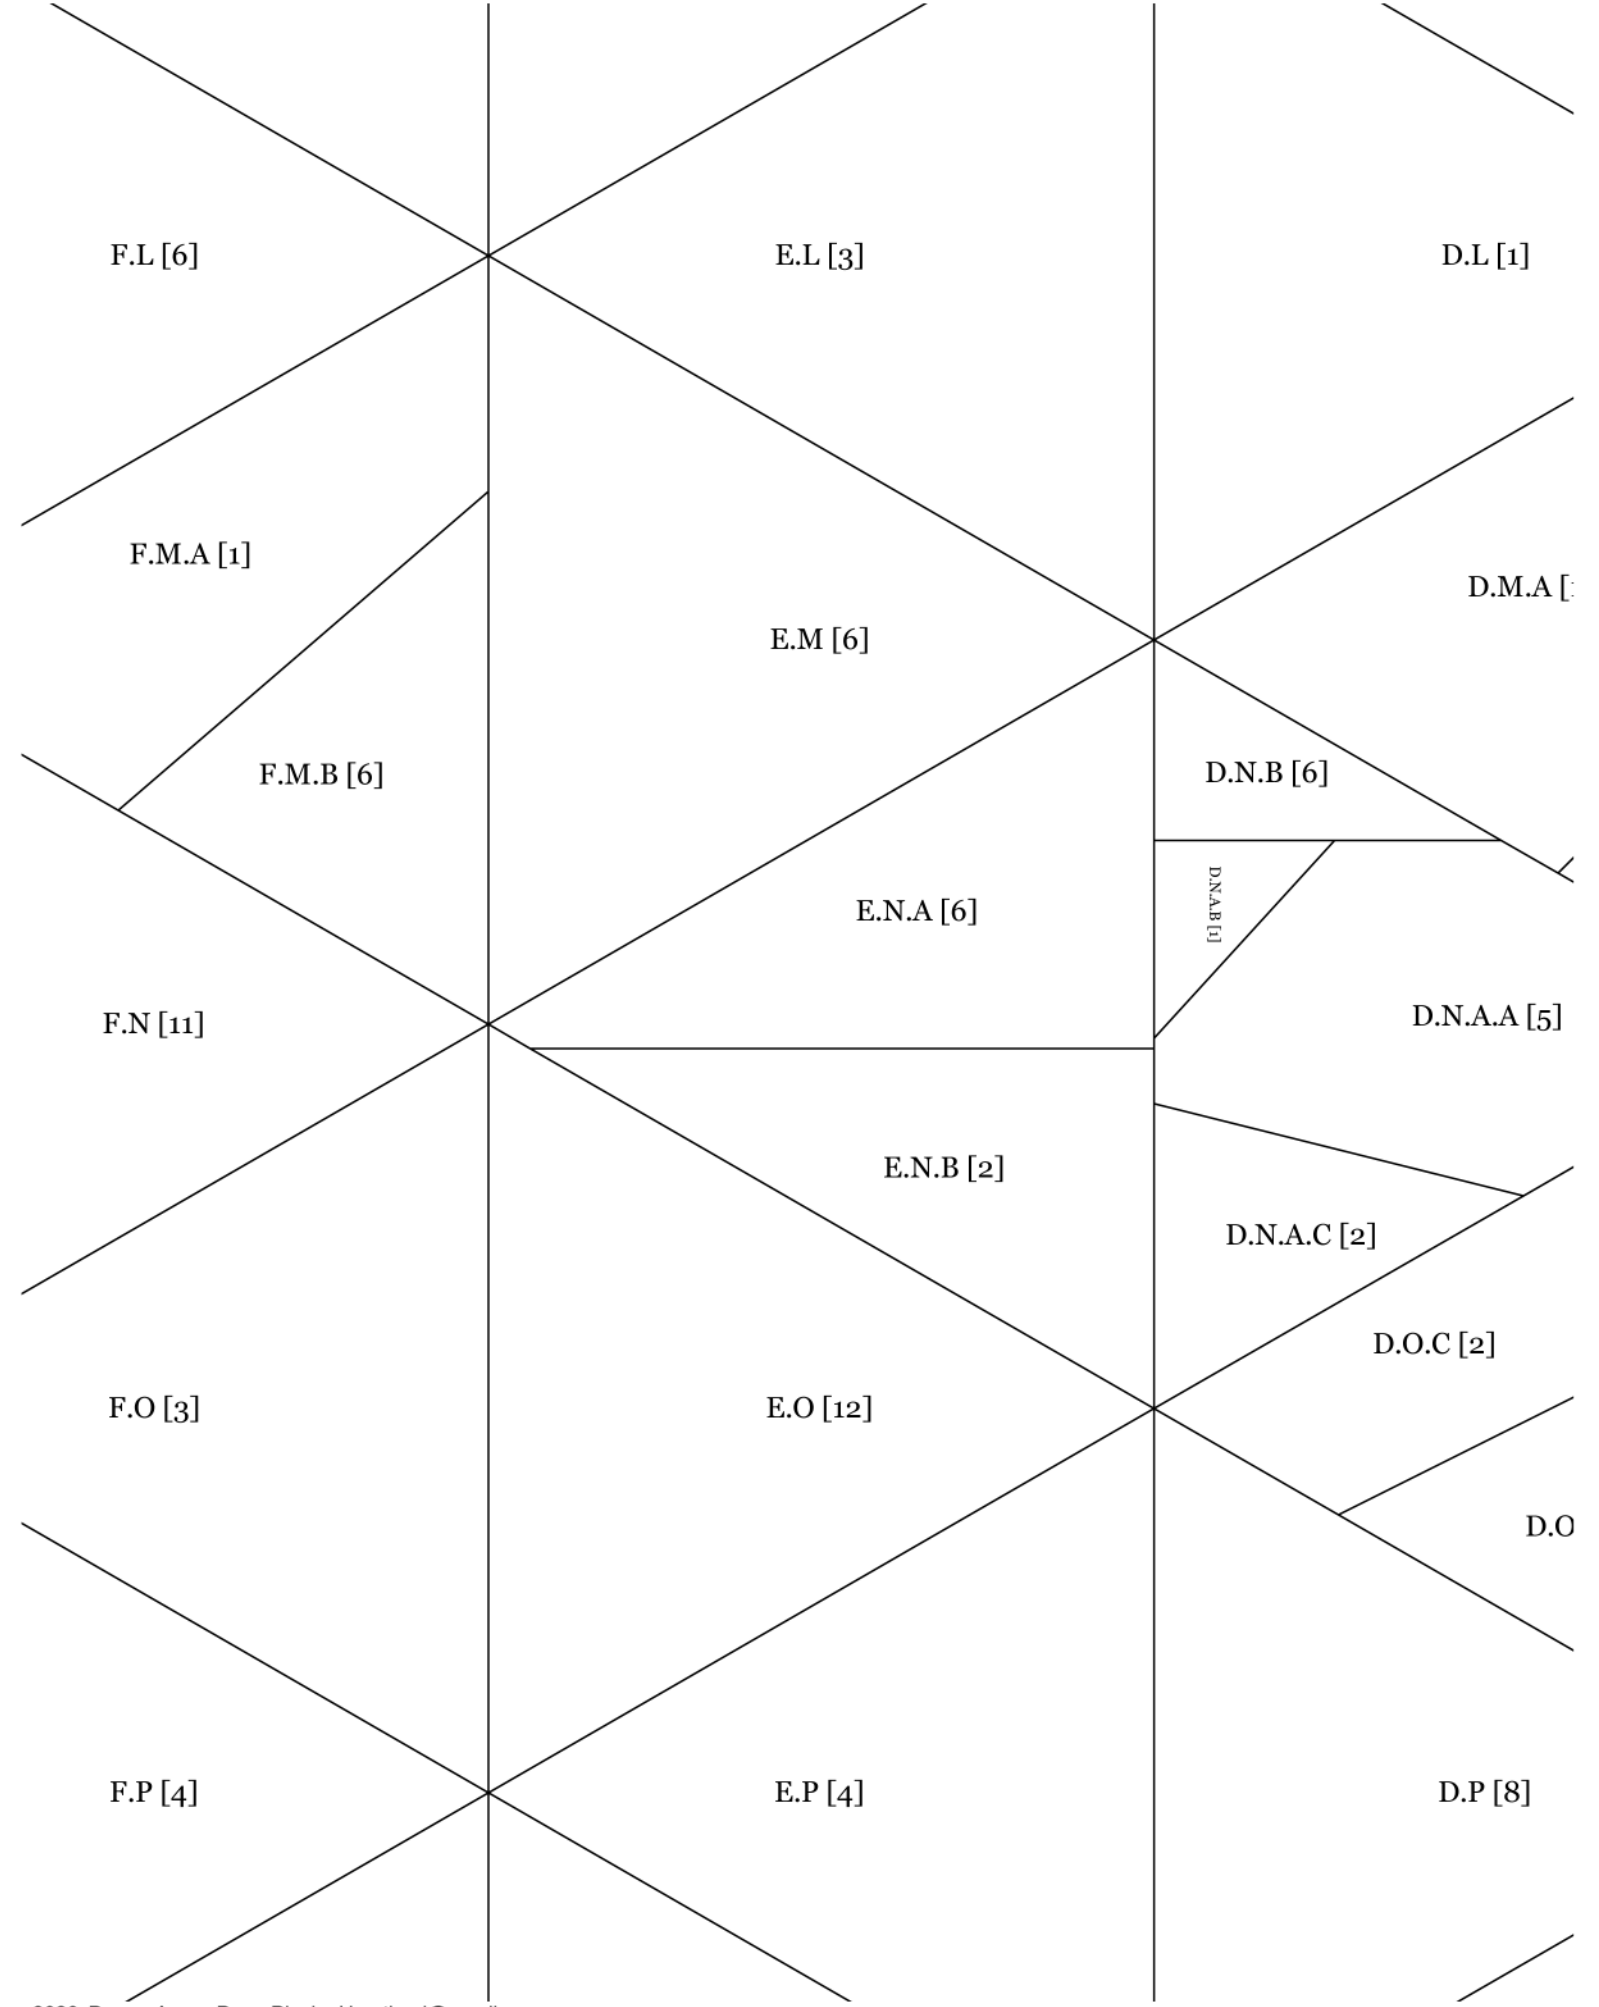 F.L [6]
E.L [3]
D.L [1]
F.M.A [1]
D.M.A [
E.M [6]
F.M.B [6]
D.N.B [6]
D.N.A.B [1]
E.N.A [6]
D.N.A.A [5]
F.N [11]
E.N.B [2]
D.N.A.C [2]
D.O.C [2]
F.O [3]
E.O [12]
D.O
F.P [4]
E.P [4]
D.P [8]